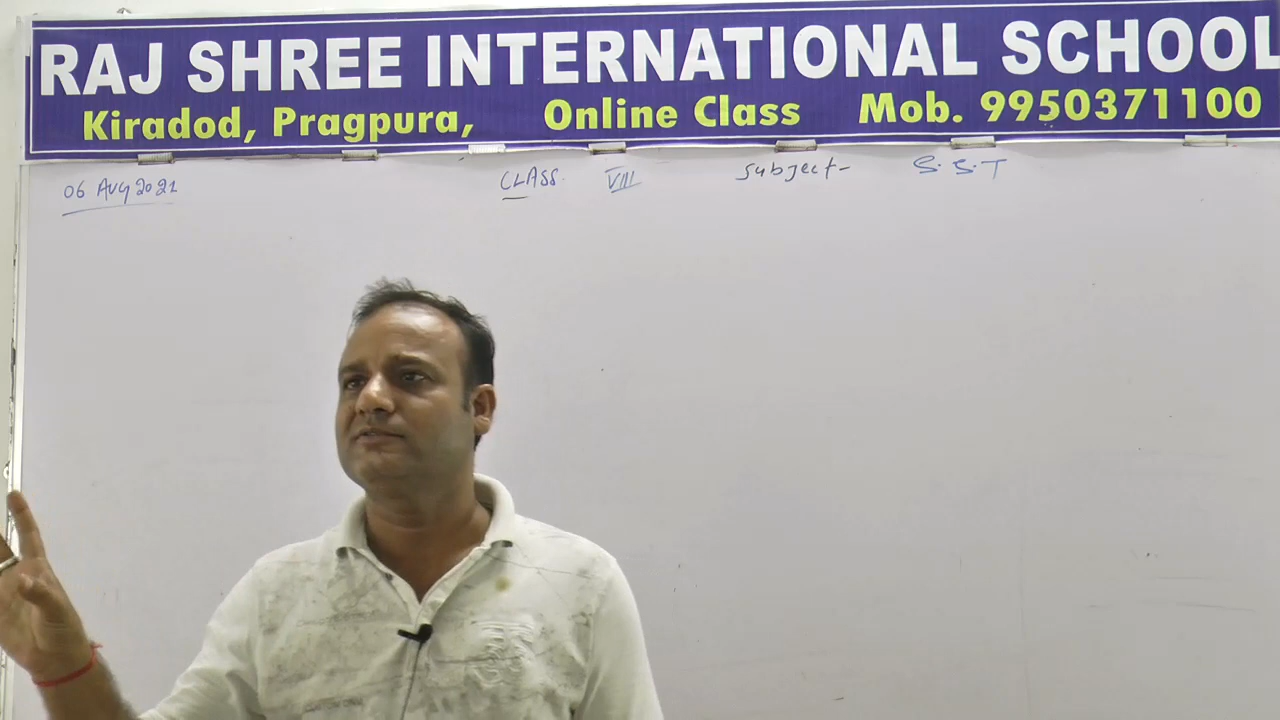 RAJ SHREE INTERNATIONAL SCHOOL
Kiradod, Pragpura, Online Class Mob. 9950371100
06 Aug 2021 CLASS VIII Subject- S.S.T